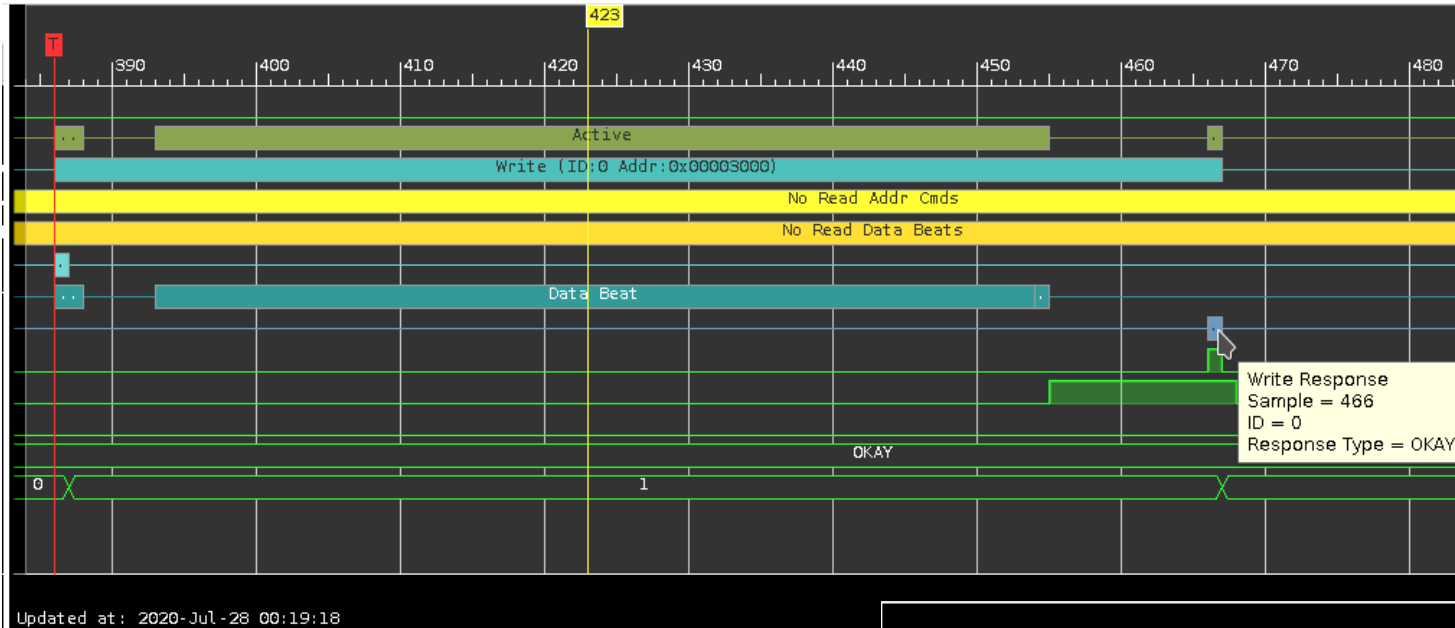 423
T
390 400 410 420 430 440 450 460 470 480
.. Active .
Write (ID:0 Addr:0x00003000)
No Read Addr Cmds
No Read Data Beats
.
.. Data Beat .
.
Write Response
Sample = 466
ID = 0
Response Type = OKAY
OKAY
0 1
Updated at: 2020-Jul-28 00:19:18